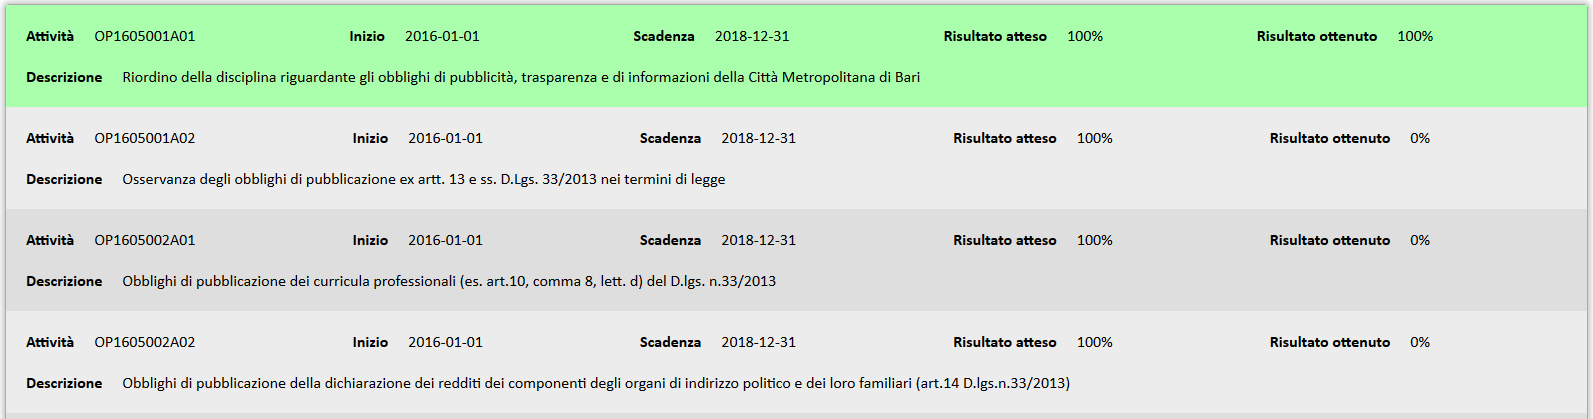 Attività OP1605001A01 Inizio 2016-01-01 Scadenza 2018-12-31 Risultato atteso 100% Risultato ottenuto 100%
Descrizione Riordino della disciplina riguardante gli obblighi di pubblicità, trasparenza e di informazioni della Città Metropolitana di Bari
Attività OP1605001A02 Inizio 2016-01-01 Scadenza 2018-12-31 Risultato atteso 100% Risultato ottenuto 0%
Descrizione Osservanza degli obblighi di pubblicazione ex artt. 13 e ss. D.Lgs. 33/2013 nei termini di legge
Attività OP1605002A01 Inizio 2016-01-01 Scadenza 2018-12-31 Risultato atteso 100% Risultato ottenuto 0%
Descrizione Obblighi di pubblicazione dei curricula professionali (es. art.10, comma 8, lett. d) del D.lgs. n.33/2013
Attività OP1605002A02 Inizio 2016-01-01 Scadenza 2018-12-31 Risultato atteso 100% Risultato ottenuto 0%
Descrizione Obblighi di pubblicazione della dichiarazione dei redditi dei componenti degli organi di indirizzo politico e dei loro familiari (art.14 D.lgs.n.33/2013)